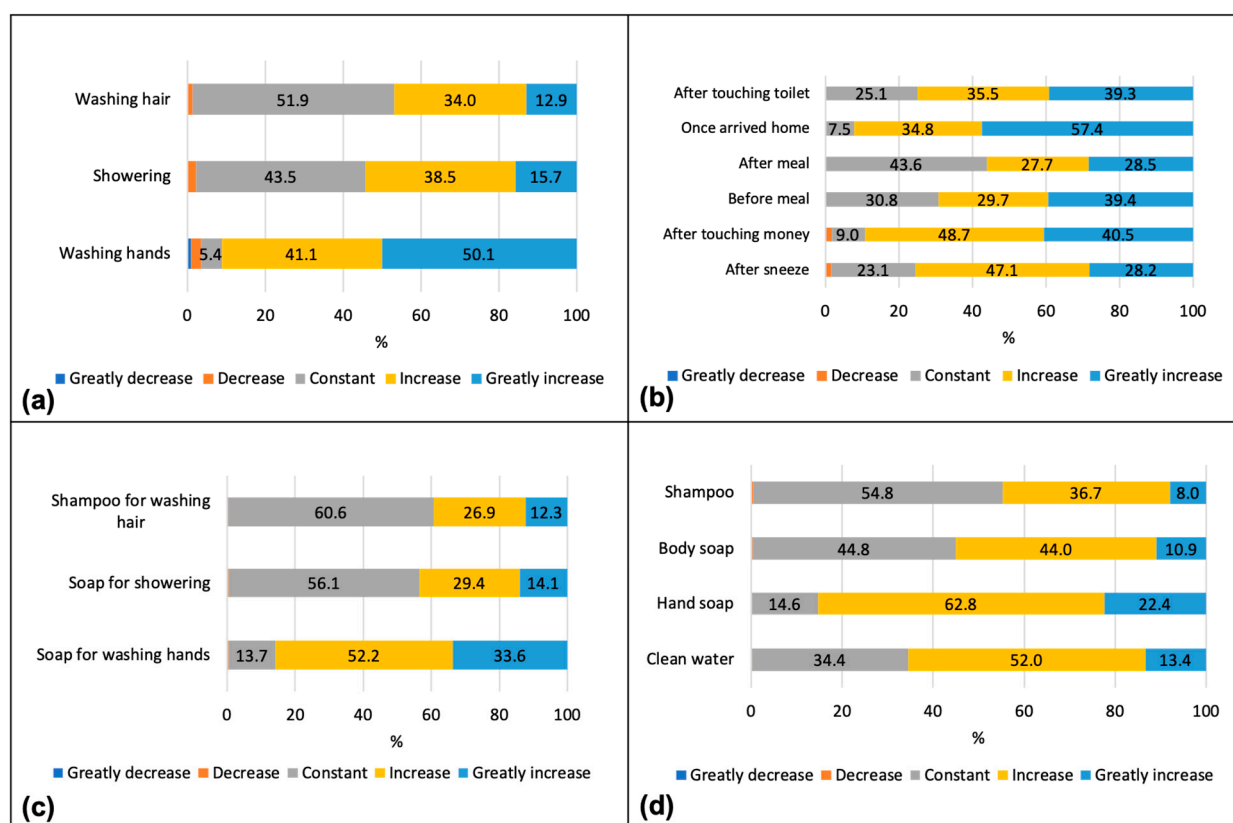 Washing hair 51.9 34.0 12.9
Showering 43.5 38.5 15.7
Washing hands 5.4 41.1 50.1
0 20 40 60 80 100
%
Greatly decrease Decrease Constant Increase Greatly increase
(a)
After touching toilet 25.1 35.5 39.3
Once arrived home 7.5 34.8 57.4
After meal 43.6 27.7 28.5
Before meal 30.8 29.7 39.4
After touching money 9.0 48.7 40.5
After sneeze 23.1 47.1 28.2
0 20 40 60 80 100
%
Greatly decrease Decrease Constant Increase Greatly increase
(b)
Shampoo for washing
hair 60.6 26.9 12.3
Soap for showering 56.1 29.4 14.1
Soap for washing hands 13.7 52.2 33.6
0 20 40 60 80 100
%
Greatly decrease Decrease Constant Increase Greatly increase
(c)
Shampoo 54.8 36.7 8.0
Body soap 44.8 44.0 10.9
Hand soap 14.6 62.8 22.4
Clean water 34.4 52.0 13.4
0 20 40 60 80 100
%
Greatly decrease Decrease Constant Increase Greatly increase
(d)